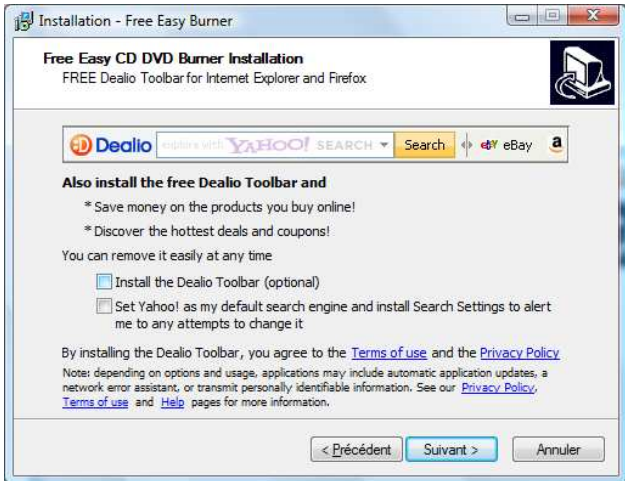 Installation - Free Easy Burner
Free Easy CD DVD Burner Installation
FREE Dealio Toolbar for Internet Explorer and Firefox
Dealio explore with YAHOO! SEARCH Search eBay a
Also install the free Dealio Toolbar and
* Save money on the products you buy online!
* Discover the hottest deals and coupons!
You can remove it easily at any time
Install the Dealio Toolbar (optional)
Set Yahoo! as my default search engine and install Search Settings to alert
me to any attempts to change it
By installing the Dealio Toolbar, you agree to the Terms of use and the Privacy Policy
Note: depending on options and usage, applications may include automatic application updates, a
network error assistant, or transmit personally identifiable information. See our Privacy Policy,
Terms of use and Help pages for more information.
< Précédent Suivant > Annuler